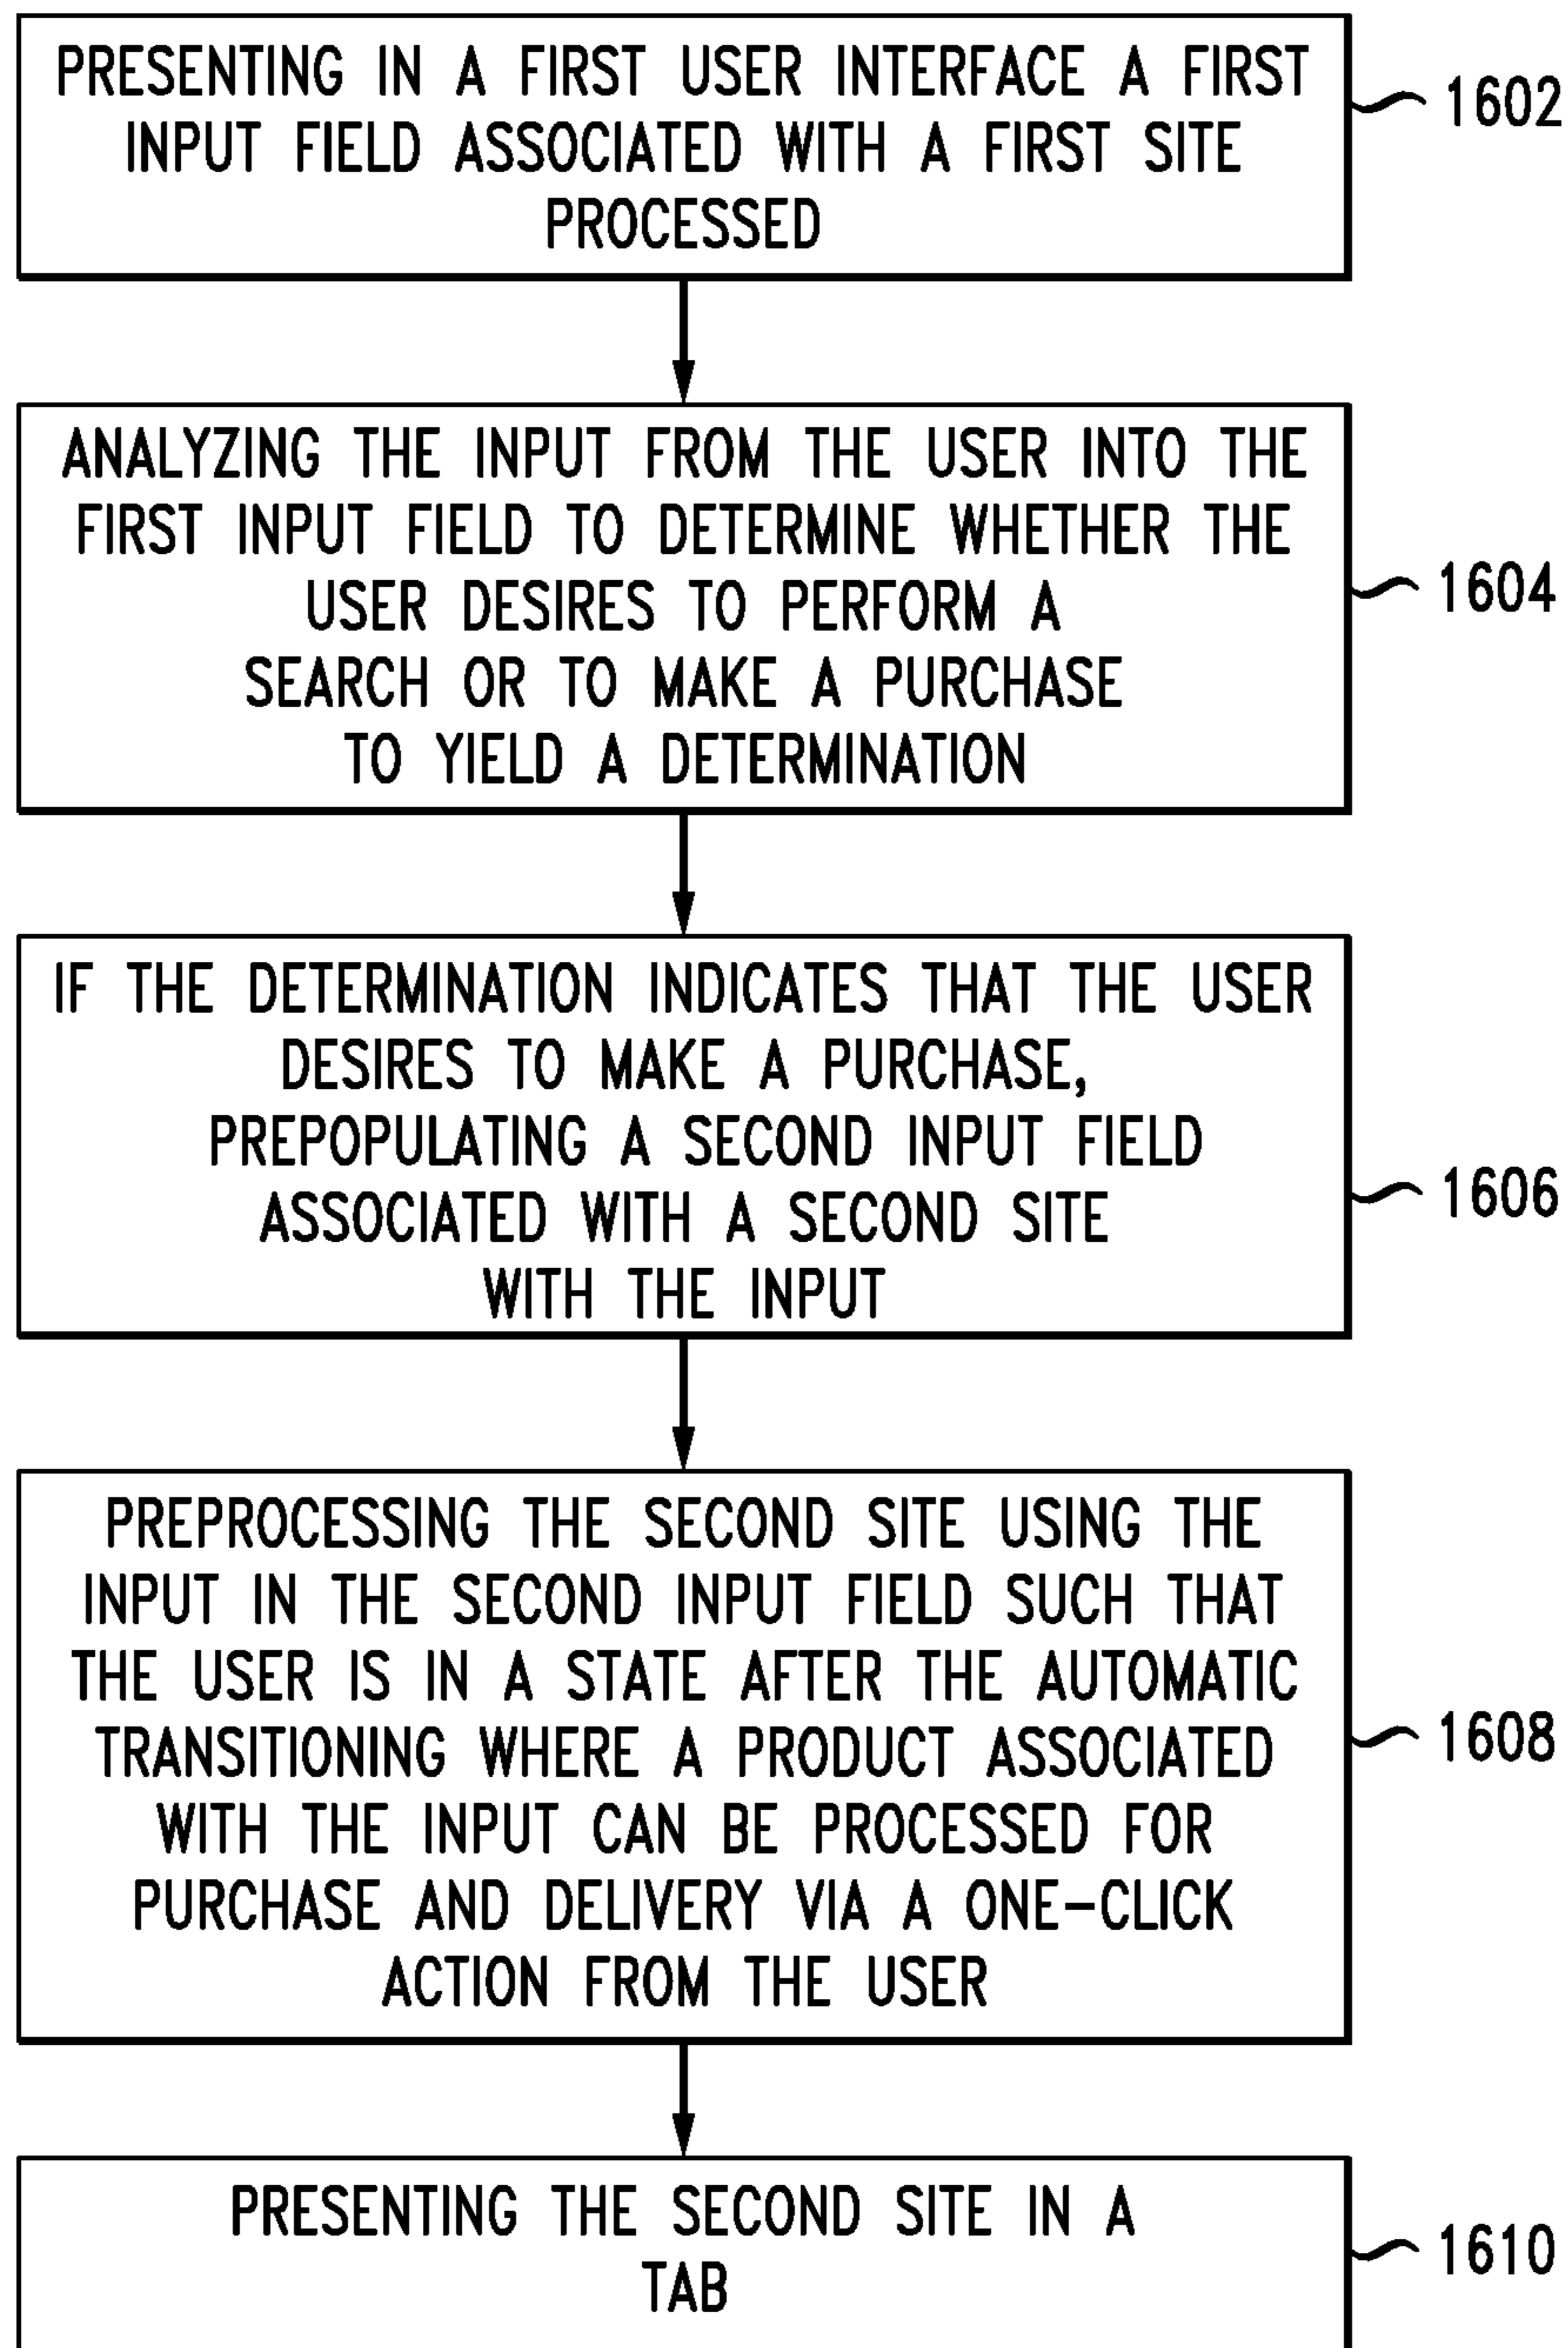 PRESENTING IN A FIRST USER INTERFACE A FIRST
INPUT FIELD ASSOCIATED WITH A FIRST SITE
PROCESSED
1602
ANALYZING THE INPUT FROM THE USER INTO THE
FIRST INPUT FIELD TO DETERMINE WHETHER THE
USER DESIRES TO PERFORM A
SEARCH OR TO MAKE A PURCHASE
TO YIELD A DETERMINATION
1604
IF THE DETERMINATION INDICATES THAT THE USER
DESIRES TO MAKE A PURCHASE,
PREPOPULATING A SECOND INPUT FIELD
ASSOCIATED WITH A SECOND SITE
WITH THE INPUT
1606
PREPROCESSING THE SECOND SITE USING THE
INPUT IN THE SECOND INPUT FIELD SUCH THAT
THE USER IS IN A STATE AFTER THE AUTOMATIC
TRANSITIONING WHERE A PRODUCT ASSOCIATED
WITH THE INPUT CAN BE PROCESSED FOR
PURCHASE AND DELIVERY VIA A ONE-CLICK
ACTION FROM THE USER
1608
PRESENTING THE SECOND SITE IN A
TAB
1610